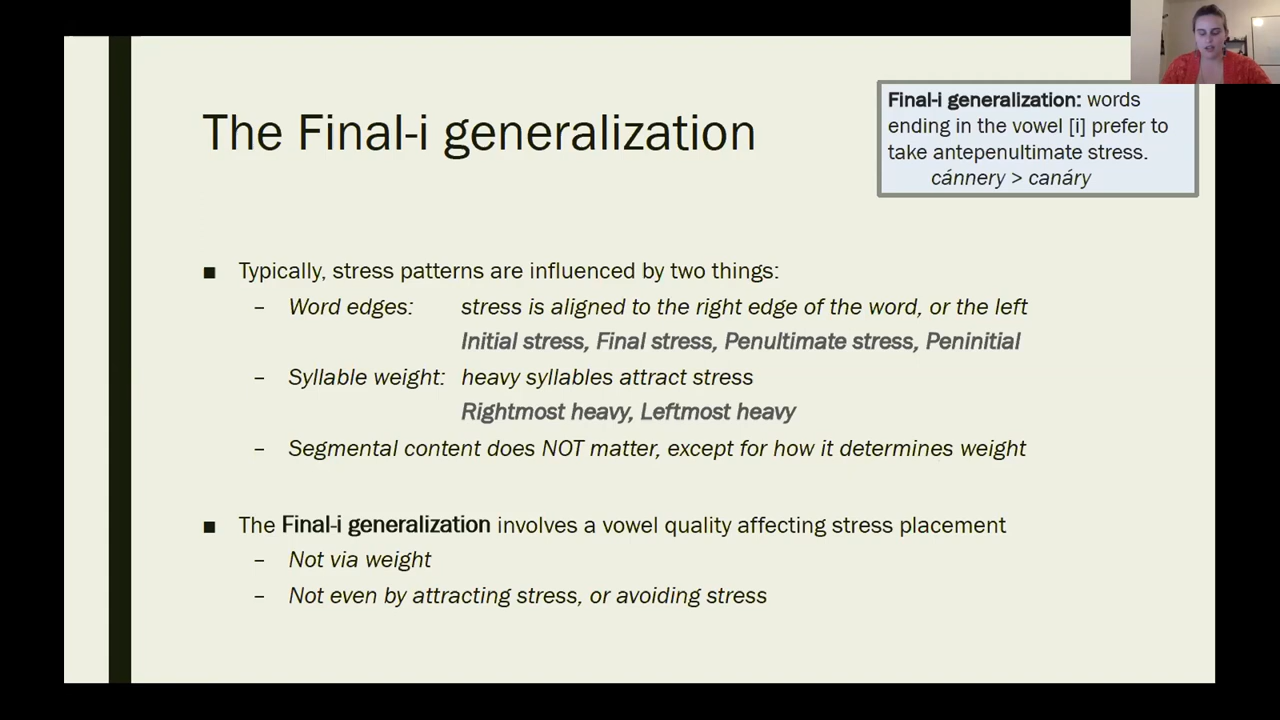 The Final-i generalization
Final-i generalization: words
ending in the vowel [i] prefer to
take antepenultimate stress.
cánnery > canáry
■ Typically, stress patterns are influenced by two things:
– Word edges: stress is aligned to the right edge of the word, or the left
Initial stress, Final stress, Penultimate stress, Peninitial
– Syllable weight: heavy syllables attract stress
Rightmost heavy, Leftmost heavy
– Segmental content does NOT matter, except for how it determines weight
■ The Final-i generalization involves a vowel quality affecting stress placement
– Not via weight
– Not even by attracting stress, or avoiding stress